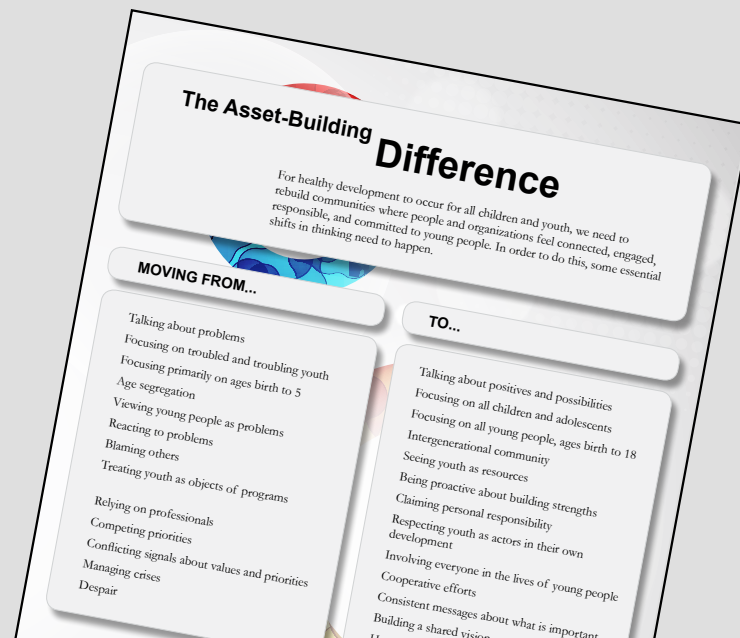 The Asset-Building
Difference
For healthy development to occur for all children and youth, we need to
rebuild communities where people and organizations feel connected, engaged,
responsible, and committed to young people. In order to do this, some essential
shifts in thinking need to happen.
MOVING FROM...
Talking about problems
Focusing on troubled and troubling youth
Focusing primarily on ages birth to 5
Age segregation
Viewing young people as problems
Reacting to problems
Blaming others
Treating youth as objects of programs
Relying on professionals
Competing priorities
Conflicting signals about values and priorities
Managing crises
Despair
TO...
Talking about positives and possibilities
Focusing on all children and adolescents
Focusing on all young people, ages birth to 18
Intergenerational community
Seeing youth as resources
Being proactive about building strengths
Claiming personal responsibility
Respecting youth as actors in their own
development
Involving everyone in the lives of young people
Cooperative efforts
Consistent messages about what is important
Building a shared vision